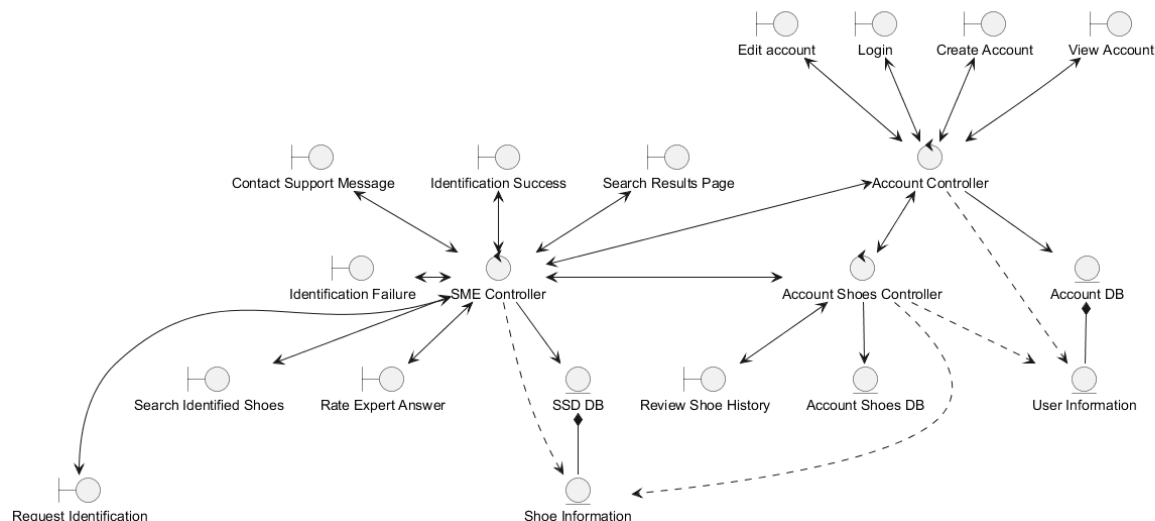 Edit account
Login
Create Account
View Account
Contact Support Message
Identification Success
Search Results Page
Account Controller
Identification Failure
SME Controller
Account Shoes Controller
Account DB
Search Identified Shoes
Rate Expert Answer
SSD DB
Review Shoe History
Account Shoes DB
User Information
Request Identification
Shoe Information